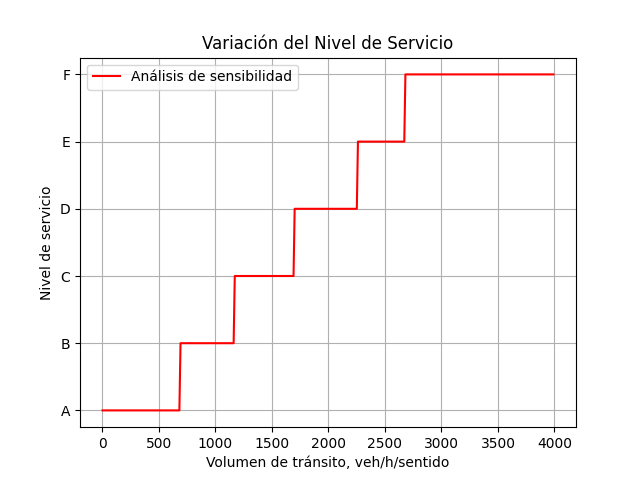 Variación del Nivel de Servicio
Análisis de sensibilidad
F
E
D
C
B
A
Nivel de servicio
0 500 1000 1500 2000 2500 3000 3500 4000
Volumen de tránsito, veh/h/sentido